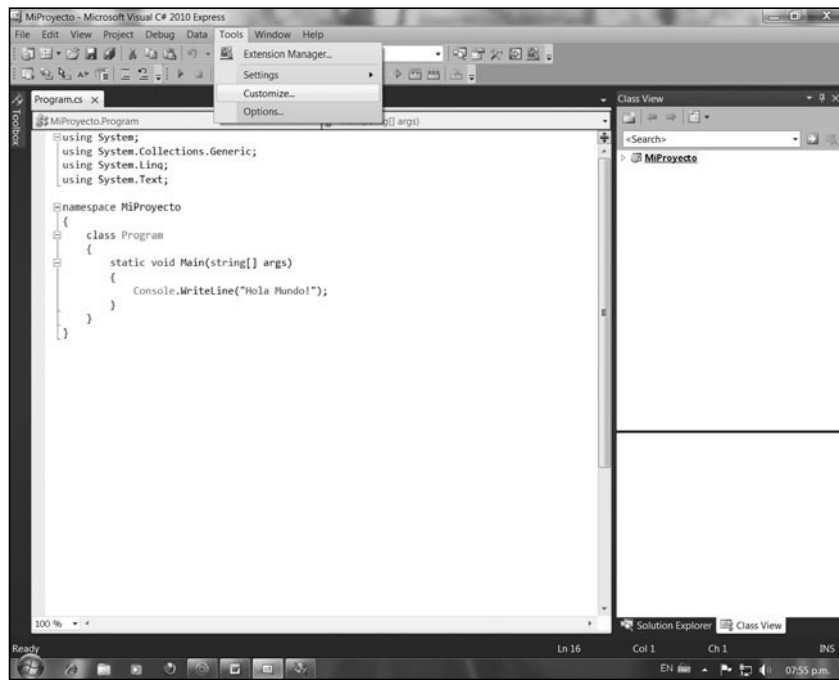 MiProyecto - Microsoft Visual C# 2010 Express
File Edit View Project Debug Data Tools Window Help
Extension Manager...
Settings
Customize...
Options...
Toolbox
Program.cs
MiProyecto.Program
args)
using System;
using System.Collections.Generic;
using System.Linq;
using System.Text;
namespace MiProyecto
{
class Program
{
static void Main(string[] args)
{
Console.WriteLine("Hola Mundo!");
}
}
}
100 %
Class View
<Search>
MiProyecto
Solution Explorer Class View
Ready Ln 16 Col 1 Ch 1 INS
EN 07:55 p.m.